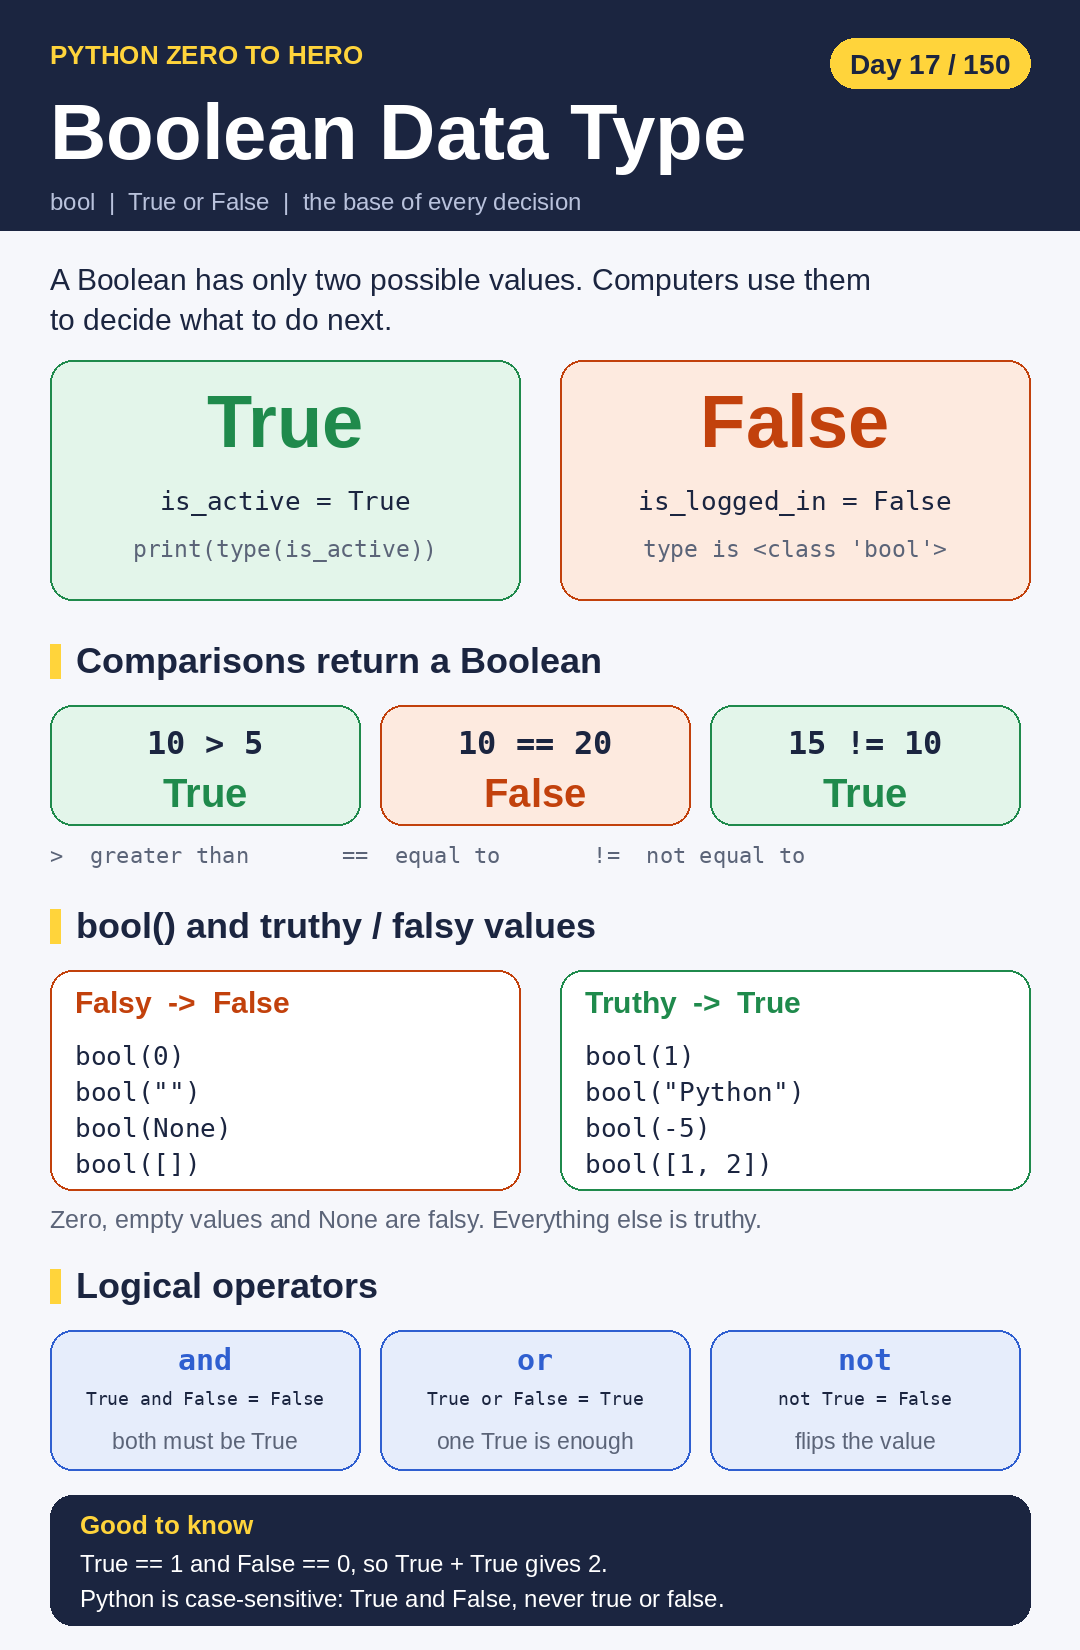 PYTHON ZERO TO HERO
Day 17 / 150
Boolean Data Type
bool | True or False | the base of every decision
A Boolean has only two possible values. Computers use them
to decide what to do next.
True
is_active = True
print(type(is_active))
False
is_logged_in = False
type is <class 'bool'>
Comparisons return a Boolean
10 > 5
True
10 == 20
False
15 != 10
True
> greater than == equal to != not equal to
bool() and truthy / falsy values
Falsy -> False
bool(0)
bool("")
bool(None)
bool([])
Truthy -> True
bool(1)
bool("Python")
bool(-5)
bool([1, 2])
Zero, empty values and None are falsy. Everything else is truthy.
Logical operators
and
True and False = False
both must be True
or
True or False = True
one True is enough
not
not True = False
flips the value
Good to know
True == 1 and False == 0, so True + True gives 2.
Python is case-sensitive: True and False, never true or false.